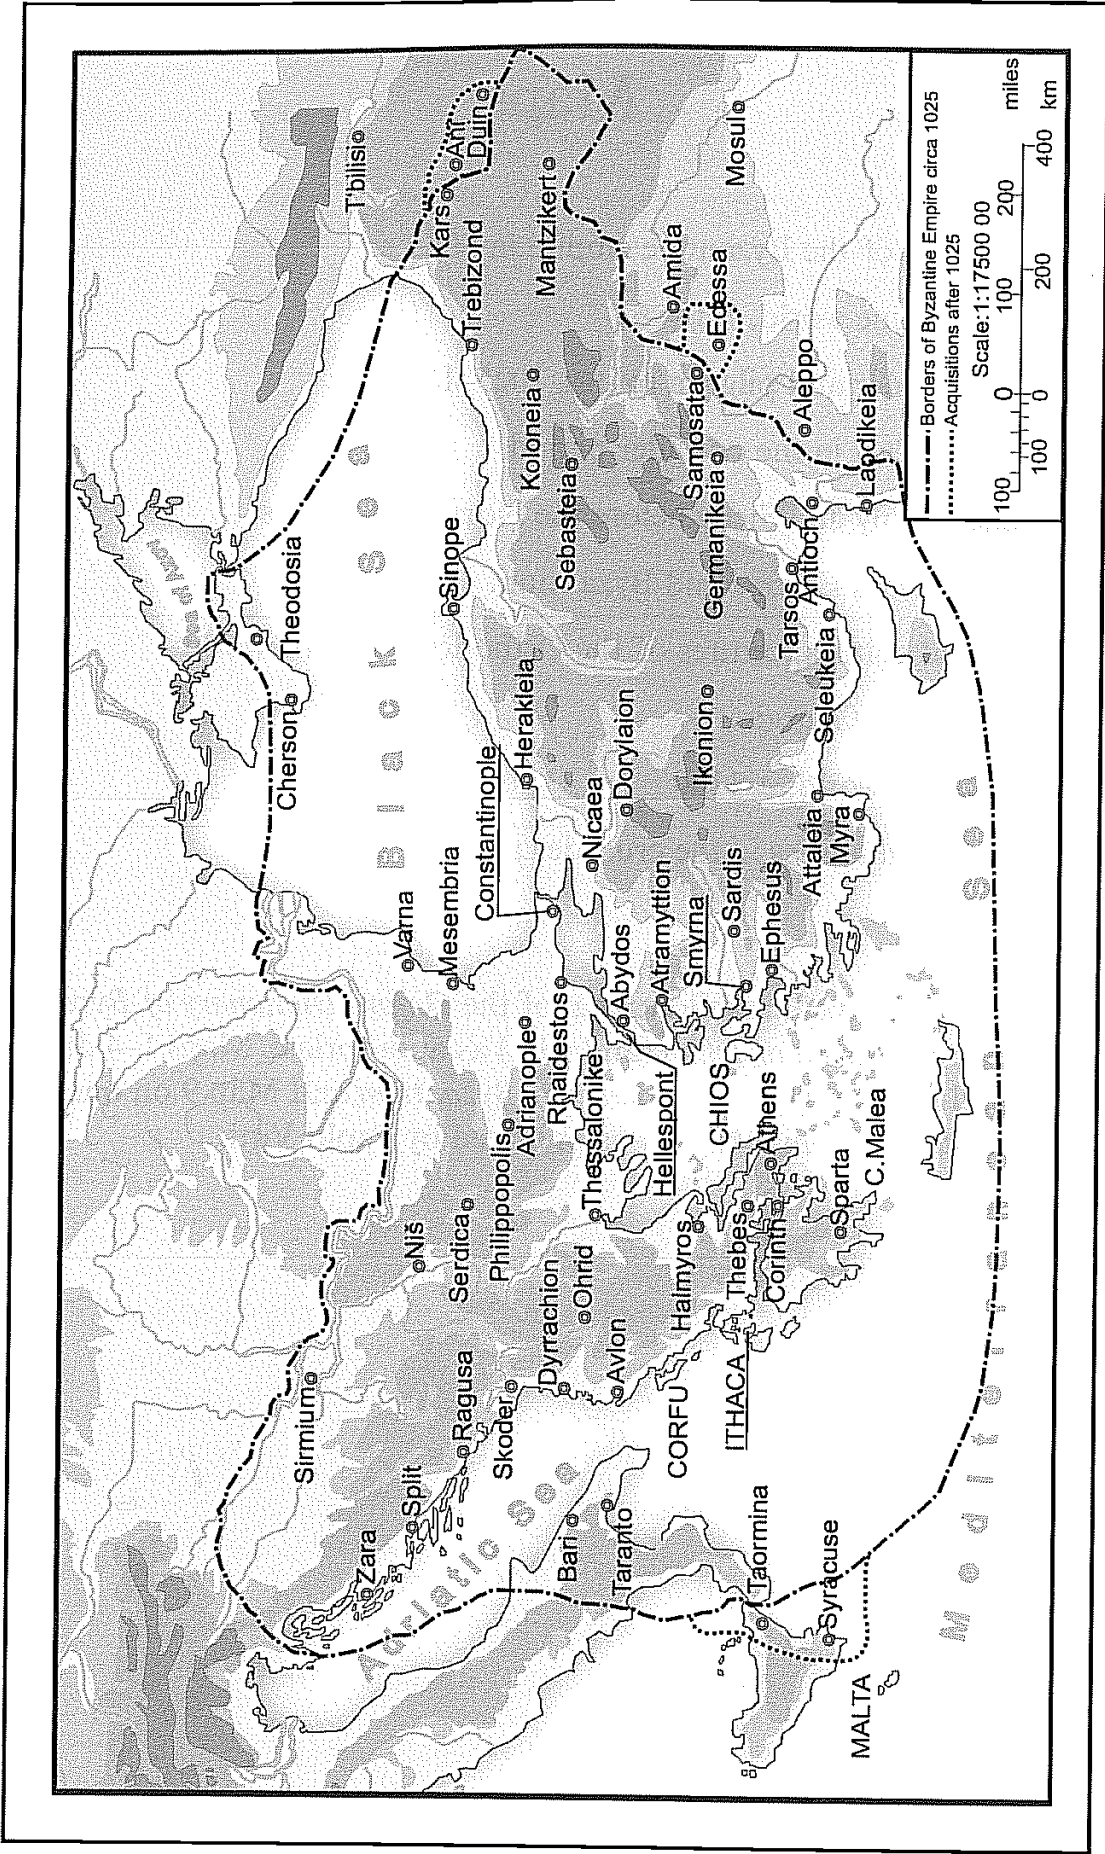 Black Sea
Sea of Azov
Adriatic Sea
Mediterranean Sea
T'bilisi
Kars
Ani
Duin
Trebizond
Mantzikert
Mosul
Amida
Edessa
Koloneia
Sebasteia
Samosata
Germanikeia
Aleppo
Laodikeia
Antioch
Tarsos
Seleukeia
Theodosia
Cherson
Sinope
Herakleia
Constantinople
Nicaea
Dorylaion
Ikonion
Attaleia
Myra
Varna
Mesembria
Adrianople
Rhaidestos
Abydos
Atramyttion
Smyrna
Sardis
Ephesus
Philippopolis
Thessalonike
Hellespont
CHIOS
Athens
C.Malea
Sparta
Niš
Serdica
Ohrid
Dyrrachion
Avlon
Halmyros
Thebes
Corinth
Sirmium
Ragusa
Skoder
CORFU
ITHACA
Split
Zara
Bari
Taranto
Taormina
Syracuse
MALTA
Borders of Byzantine Empire circa 1025
Acquisitions after 1025
Scale:1:17500 00
100 0 100 200 miles
100 0 200 400 km